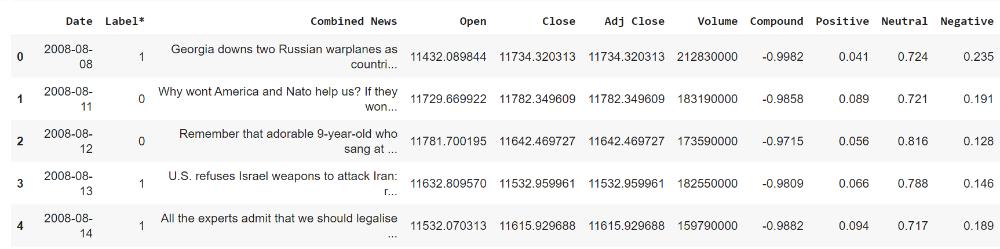 Date Label* Combined News Open Close Adj Close Volume Compound Positive Neutral Negative
0 2008-08-08 1 Georgia downs two Russian warplanes as countri... 11432.089844 11734.320313 11734.320313 212830000 -0.9982 0.041 0.724 0.235
1 2008-08-11 0 Why wont America and Nato help us? If they won... 11729.669922 11782.349609 11782.349609 183190000 -0.9858 0.089 0.721 0.191
2 2008-08-12 0 Remember that adorable 9-year-old who sang at ... 11781.700195 11642.469727 11642.469727 173590000 -0.9715 0.056 0.816 0.128
3 2008-08-13 1 U.S. refuses Israel weapons to attack Iran: r... 11632.809570 11532.959961 11532.959961 182550000 -0.9809 0.066 0.788 0.146
4 2008-08-14 1 All the experts admit that we should legalise ... 11532.070313 11615.929688 11615.929688 159790000 -0.9882 0.094 0.717 0.189